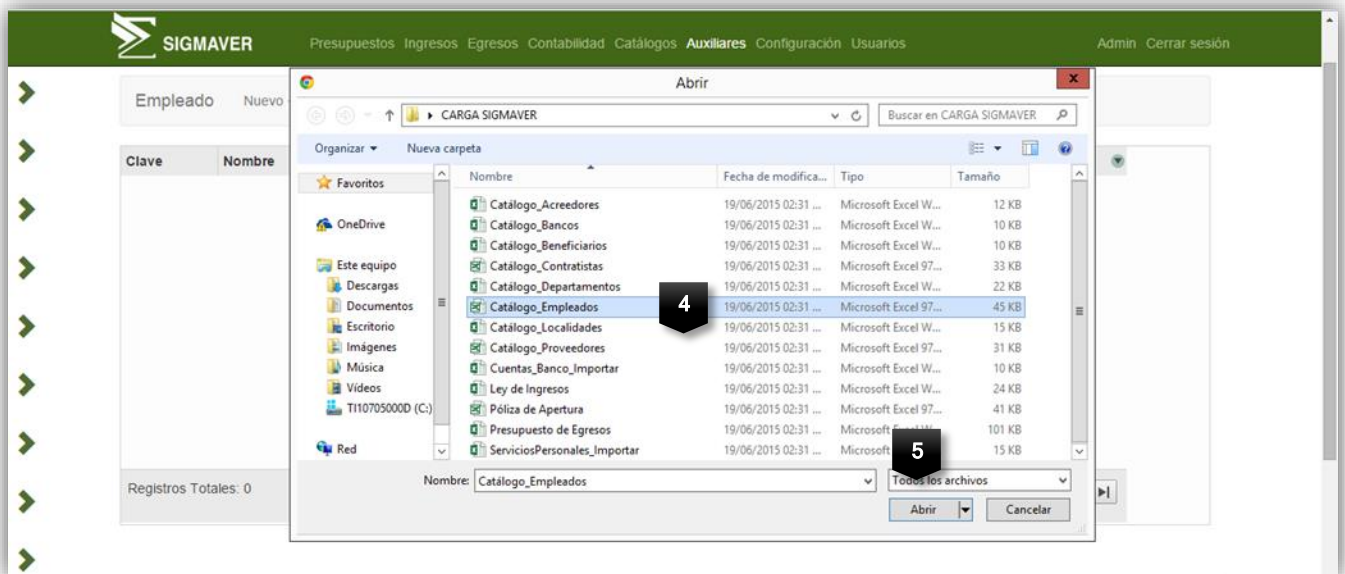 SIGMAVER Presupuestos Ingresos Egresos Contabilidad Catálogos Auxiliares Configuración Usuarios Admin Cerrar sesión
Abrir x
Empleado Nuevo
CARGA SIGMAVER Buscar en CARGA SIGMAVER
Organizar Nueva carpeta
Clave Nombre
Favoritos
OneDrive
Este equipo
Descargas
Documentos
Escritorio
Imágenes
Música
Vídeos
TI10705000D (C:)
Red
Nombre Fecha de modifica... Tipo Tamaño
Catálogo_Acreedores 19/06/2015 02:31 ... Microsoft Excel W... 12 KB
Catálogo_Bancos 19/06/2015 02:31 ... Microsoft Excel W... 10 KB
Catálogo_Beneficiarios 19/06/2015 02:31 ... Microsoft Excel W... 10 KB
Catálogo_Contratistas 19/06/2015 02:31 ... Microsoft Excel 97... 33 KB
Catálogo_Departamentos 19/06/2015 02:31 ... Microsoft Excel W... 22 KB
Catálogo_Empleados 4 19/06/2015 02:31 ... Microsoft Excel 97... 45 KB
Catálogo_Localidades 19/06/2015 02:31 ... Microsoft Excel W... 15 KB
Catálogo_Proveedores 19/06/2015 02:31 ... Microsoft Excel 97... 31 KB
Cuentas_Banco_Importar 19/06/2015 02:31 ... Microsoft Excel W... 10 KB
Ley de Ingresos 19/06/2015 02:31 ... Microsoft Excel W... 24 KB
Póliza de Apertura 19/06/2015 02:31 ... Microsoft Excel 97... 41 KB
Presupuesto de Egresos 19/06/2015 02:31 ... Microsoft 101 KB
ServiciosPersonales_Importar 19/06/2015 02:31 ... Microsoft 15 KB
5
Nombre: Catálogo_Empleados Todos los archivos
Registros Totales: 0
Abrir Cancelar